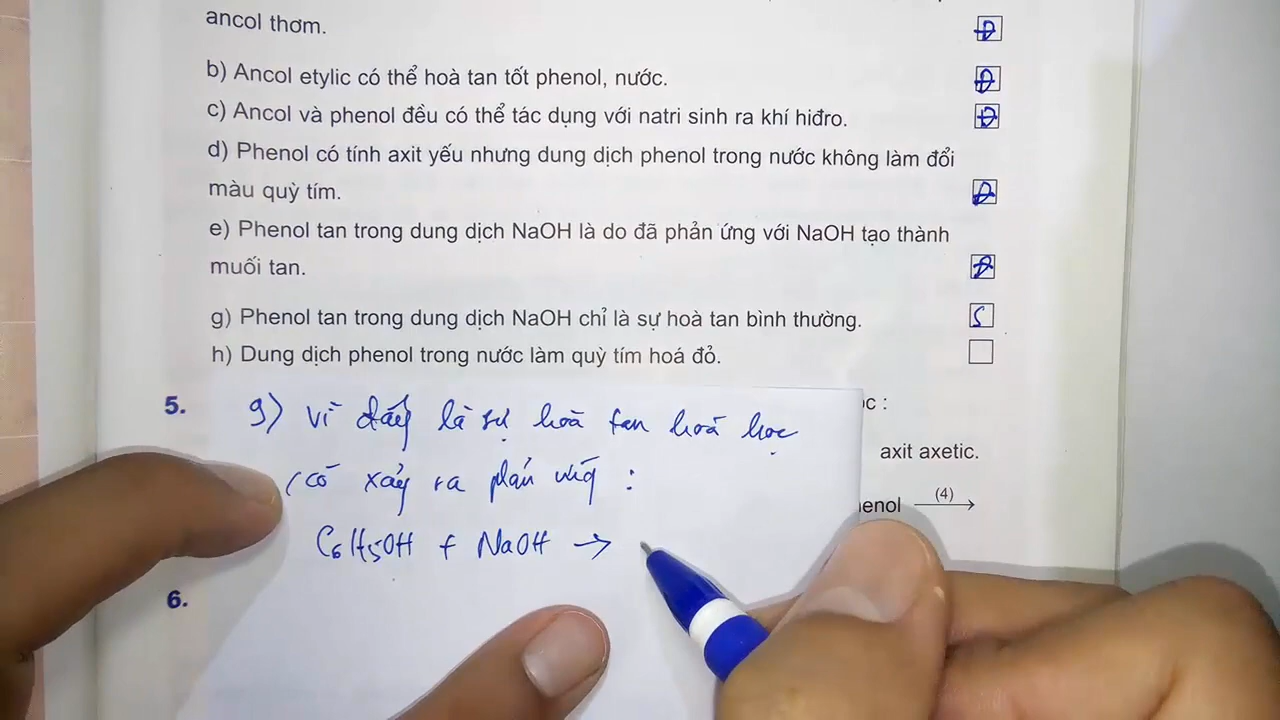 ancol thơm. Đ
b) Ancol etylic có thể hoà tan tốt phenol, nước. Đ
c) Ancol và phenol đều có thể tác dụng với natri sinh ra khí hiđro. Đ
d) Phenol có tính axit yếu nhưng dung dịch phenol trong nước không làm đổi
màu quỳ tím. Đ
e) Phenol tan trong dung dịch NaOH là do đã phản ứng với NaOH tạo thành
muối tan. Đ
g) Phenol tan trong dung dịch NaOH chỉ là sự hoà tan bình thường. S
h) Dung dịch phenol trong nước làm quỳ tím hoá đỏ.
5.
g) Vì đây là sự hoà tan hoá học
(có xảy ra phản ứng :
C6H5OH + NaOH →
ọc :
axit axetic.
enol (4) →
6.